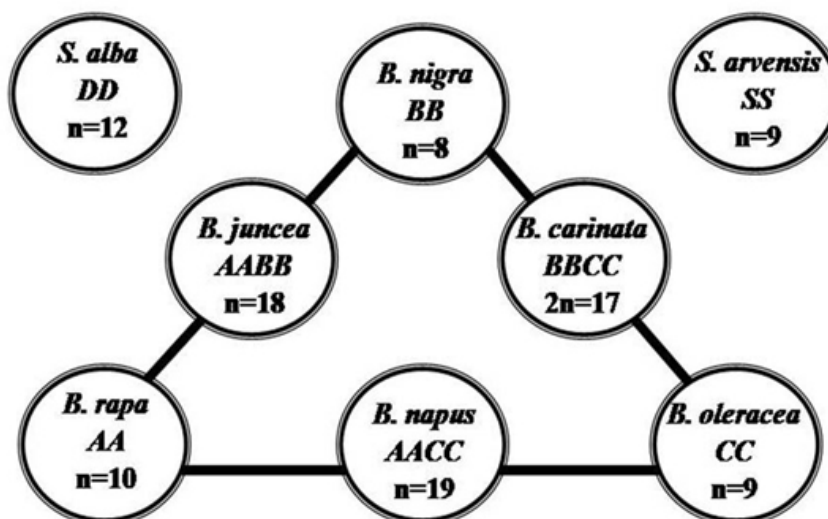 S. alba
DD
n=12
B. nigra
BB
n=8
S. arvensis
SS
n=9
B. juncea
AABB
n=18
B. carinata
BBCC
2n=17
B. rapa
AA
n=10
B. napus
AACC
n=19
B. oleracea
CC
n=9